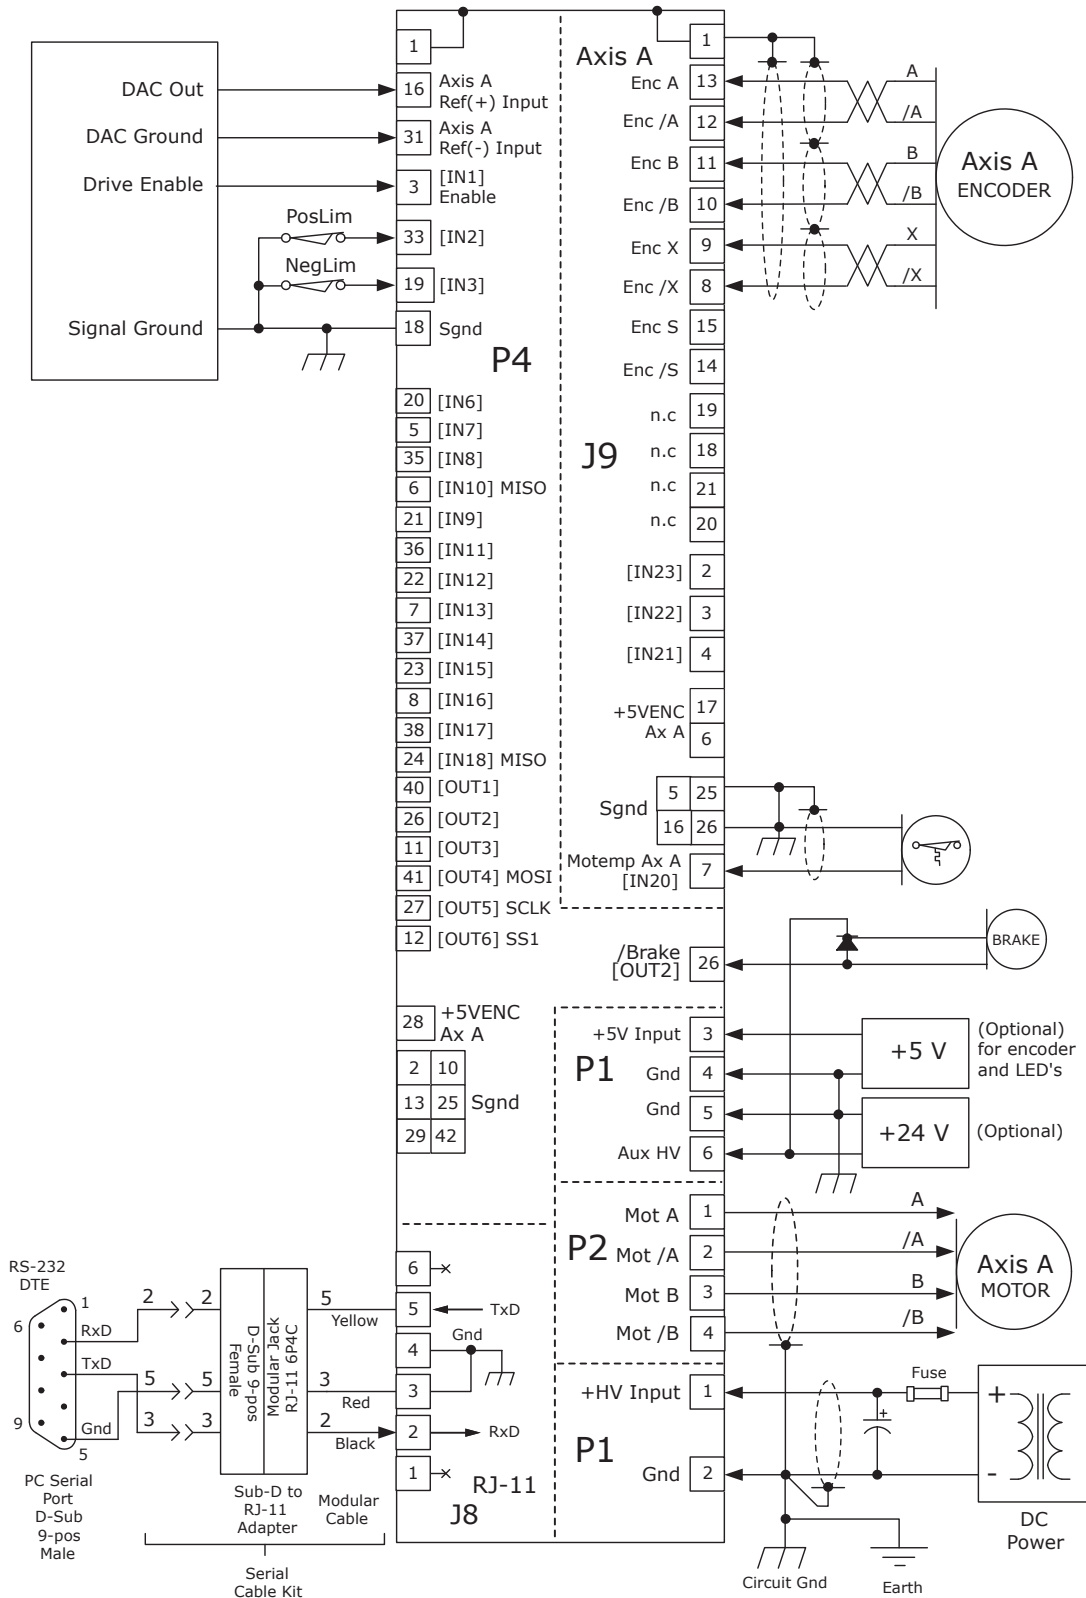 1
DAC Out
16
Axis A
Ref(+) Input
DAC Ground
31
Axis A
Ref(-) Input
Drive Enable
3
[IN1]
Enable
PosLim
33 [IN2]
NegLim
19 [IN3]
Signal Ground
18 Sgnd
P4
20 [IN6]
5 [IN7]
35 [IN8]
6 [IN10] MISO
21 [IN9]
36 [IN11]
22 [IN12]
7 [IN13]
37 [IN14]
23 [IN15]
8 [IN16]
38 [IN17]
24 [IN18] MISO
40 [OUT1]
26 [OUT2]
11 [OUT3]
41 [OUT4] MOSI
27 [OUT5] SCLK
12 [OUT6] SS1
28
+5VENC
Ax A
2 10
13 25 Sgnd
29 42
Axis A
1
Enc A 13
A
Enc /A 12
/A
Enc B 11
B
Enc /B 10
/B
Enc X 9
X
Enc /X 8
/X
Axis A
ENCODER
Enc S 15
Enc /S 14
J9
n.c 19
n.c 18
n.c 21
n.c 20
[IN23] 2
[IN22] 3
[IN21] 4
+5VENC
Ax A
17
6
Sgnd
5 25
16 26
Motemp Ax A
[IN20]
7
/Brake
[OUT2]
26
BRAKE
P1
+5V Input 3
Gnd 4
Gnd 5
Aux HV 6
+5 V
(Optional)
for encoder
and LED's
+24 V
(Optional)
P2
Mot A 1
A
Mot /A 2
/A
Mot B 3
B
Mot /B 4
/B
Axis A
MOTOR
P1
+HV Input 1
Gnd 2
+
Fuse
+
-
DC
Power
Circuit Gnd
Earth
RS-232
DTE
1
6
RxD
TxD
Gnd
9
5
PC Serial
Port
D-Sub
9-pos
Male
2 2
5 5
3 3
D-Sub 9-pos
Female
Modular Jack
RJ-11 6P4C
Sub-D to
RJ-11
Adapter
5
Yellow
3
Red
2
Black
Modular
Cable
Serial
Cable Kit
6
5 TxD
4 Gnd
3
2 RxD
1
RJ-11
J8